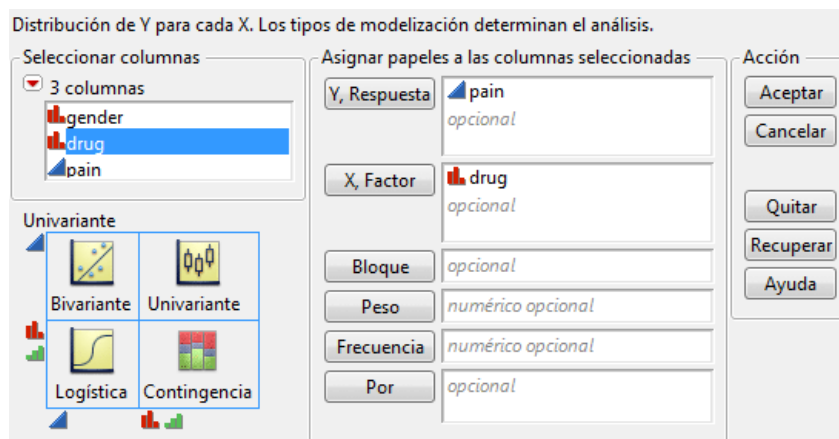 Distribución de Y para cada X. Los tipos de modelización determinan el análisis.
Seleccionar columnas
3 columnas
gender
drug
pain
Univariante
Bivariante
Univariante
Logística
Contingencia
Asignar papeles a las columnas seleccionadas
Y, Respuesta
pain
opcional
X, Factor
drug
opcional
Bloque
opcional
Peso
numérico opcional
Frecuencia
numérico opcional
Por
opcional
Acción
Aceptar
Cancelar
Quitar
Recuperar
Ayuda